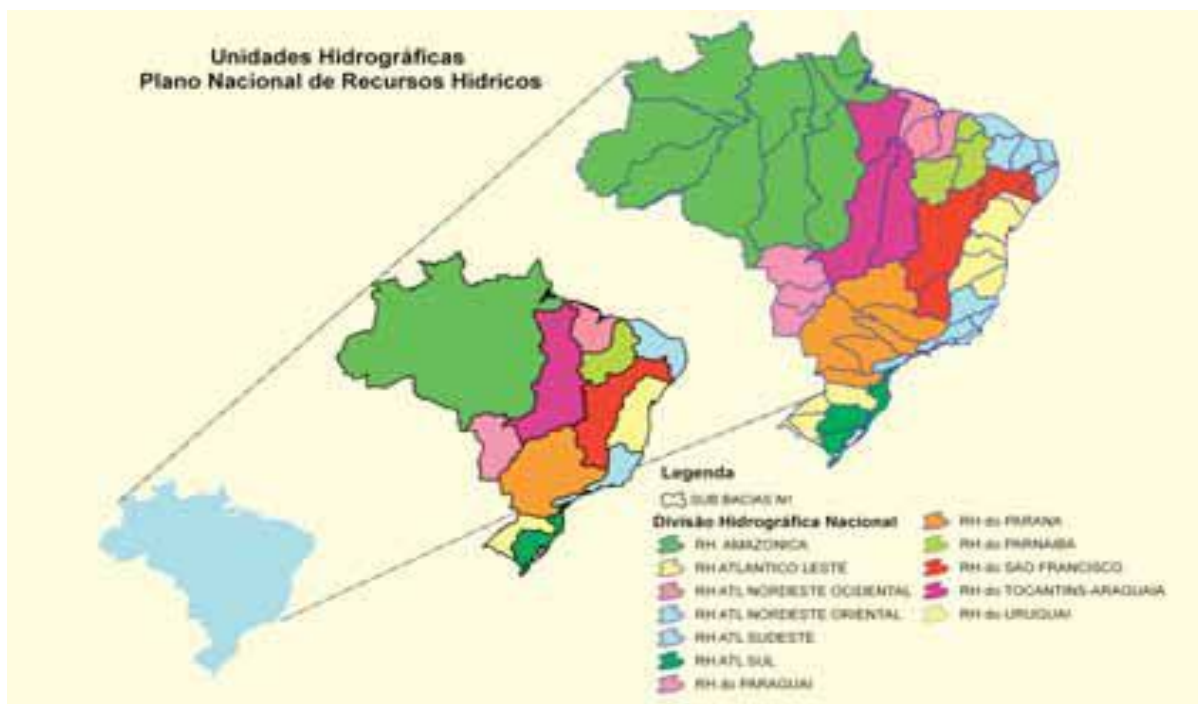 Unidades Hidrográficas
Plano Nacional de Recursos Hídricos
Legenda
SUB BACIAS N1
Divisão Hidrográfica Nacional
RH. AMAZONICA
RH ATLANTICO LESTE
RH ATL NORDESTE OCIDENTAL
RH ATL NORDESTE ORIENTAL
RH ATL SUDESTE
RH ATL SUL
RH do PARAGUAI
RH do PARANA
RH do PARNAIBA
RH do SAO FRANCISCO
RH do TOCANTINS-ARAGUAIA
RH do URUGUAI